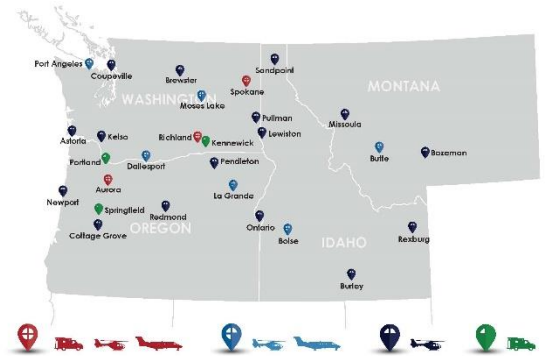 Port Angeles
Coupeville
Brewster
Sandpoint
Spokane
MONTANA
WASHINGTON
Moses Lake
Pullman
Missoula
Astoria
Kelso
Richland
Kennewick
Lewiston
Butte
Bozeman
Portland
Dallesport
Pendleton
Aurora
La Grande
Newport
Springfield
Redmond
Cottage Grove
OREGON
Ontario
Boise
IDAHO
Rexburg
Burley